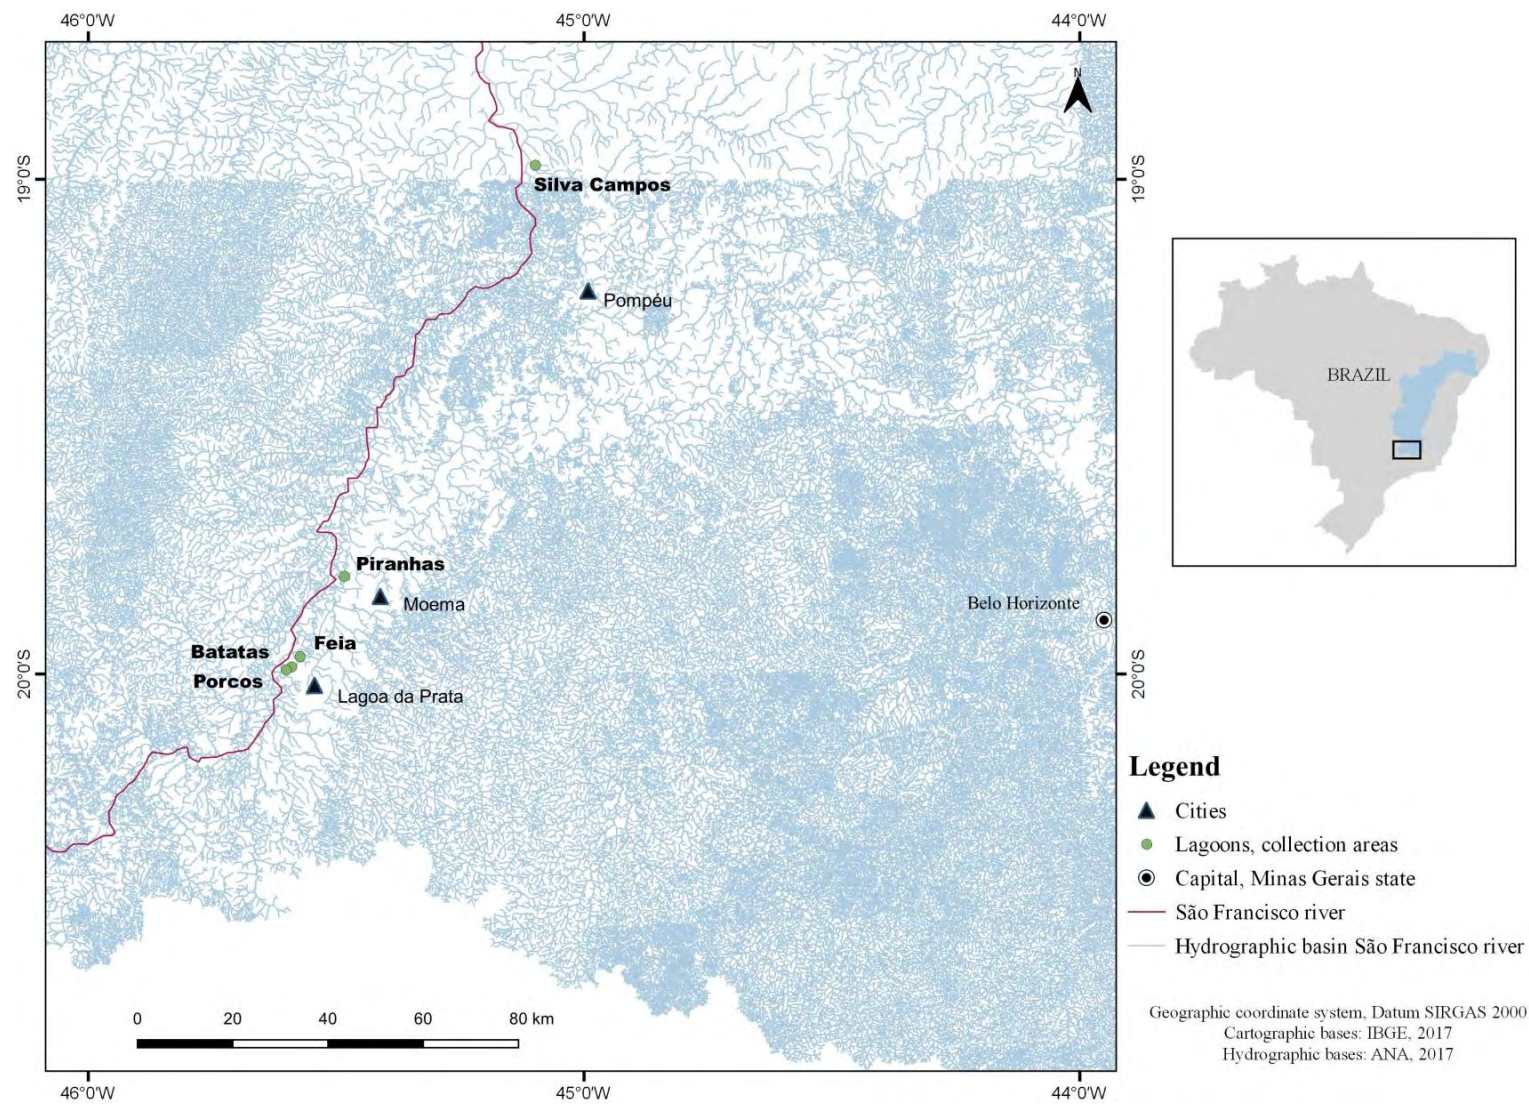 46°0'W 45°0'W 44°0'W
N
19°0'S
Silva Campos
19°0'S
Pompéu
BRAZIL
Piranhas
Moema
Belo Horizonte
Feia
Batatas
Porcos
20°0'S
Lagoa da Prata
20°0'S
Legend
Cities
Lagoons, collection areas
Capital, Minas Gerais state
São Francisco river
Hydrographic basin São Francisco river
0 20 40 60 80 km
Geographic coordinate system, Datum SIRGAS 2000
Cartographic bases: IBGE, 2017
Hydrographic bases: ANA, 2017
46°0'W 45°0'W 44°0'W